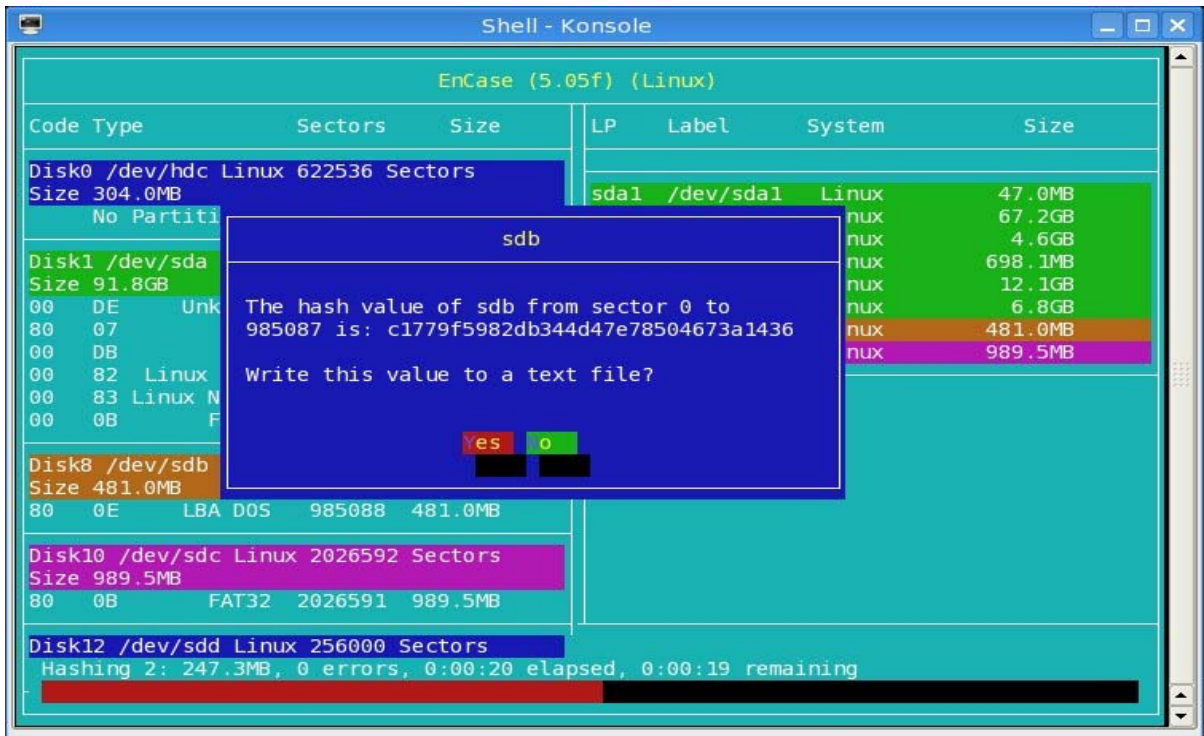 Shell - Konsole
EnCase (5.05f) (Linux)
Code Type Sectors Size LP Label System Size
Disk0 /dev/hdc Linux 622536 Sectors
Size 304.0MB
No Partiti
sda1 /dev/sda1 Linux 47.0MB
nux 67.2GB
nux 4.6GB
nux 698.1MB
nux 12.1GB
nux 6.8GB
nux 481.0MB
nux 989.5MB
Disk1 /dev/sda
Size 91.8GB
00 DE Unk
80 07
00 DB
00 82 Linux
00 83 Linux N
00 0B F
sdb
The hash value of sdb from sector 0 to
985087 is: c1779f5982db344d47e78504673a1436
Write this value to a text file?
Yes No
Disk8 /dev/sdb
Size 481.0MB
80 0E LBA DOS 985088 481.0MB
Disk10 /dev/sdc Linux 2026592 Sectors
Size 989.5MB
80 0B FAT32 2026591 989.5MB
Disk12 /dev/sdd Linux 256000 Sectors
Hashing 2: 247.3MB, 0 errors, 0:00:20 elapsed, 0:00:19 remaining